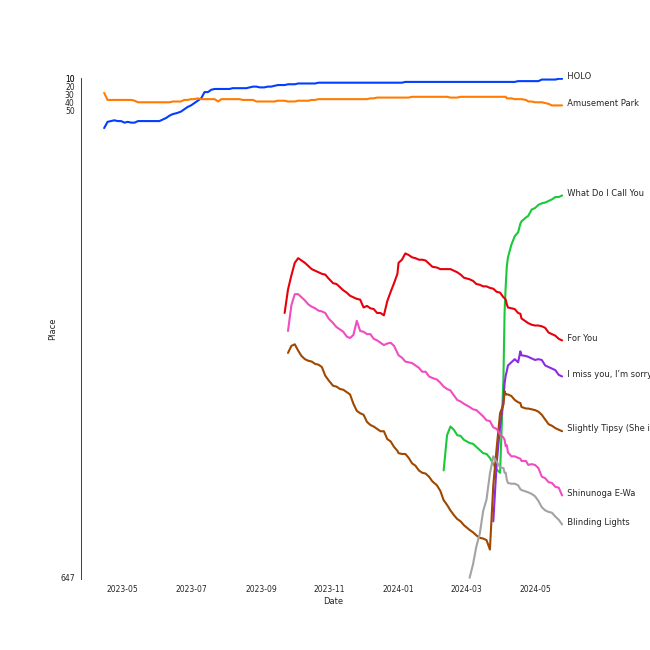 HOLO
Amusement Park
What Do I Call You
For You
I miss you, I'm sorry
Slightly Tipsy (She i
Shinunoga E-Wa
Blinding Lights
10
20
30
40
50
647
Place
2023-05
2023-07
2023-09
2023-11
2024-01
2024-03
2024-05
Date